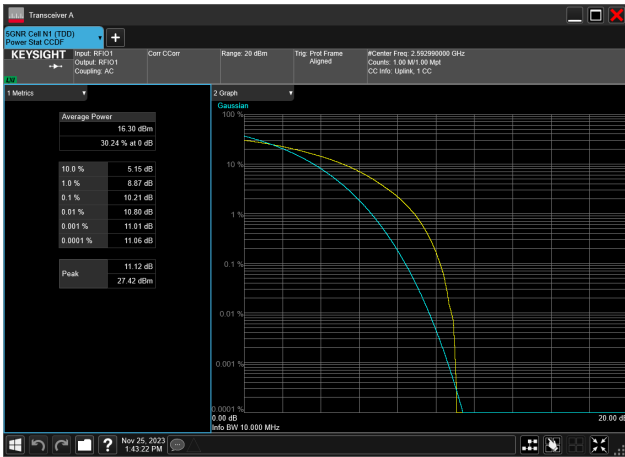 Transceiver A
5GNR Cell N1 (TDD)
Power Stat CCDF
KEYSIGHT
LXI
Input: RFIO1
Output: RFIO1
Coupling: AC
Corr CCorr
Range: 20 dBm
Trig: Prot Frame
Aligned
#Center Freq: 2.592990000 GHz
Counts: 1.00 M/1.00 Mpt
CC Info: Uplink, 1 CC
1 Metrics
Average Power
16.30 dBm
30.24 % at 0 dB
10.0 % 5.15 dB
1.0 % 8.87 dB
0.1 % 10.21 dB
0.01 % 10.80 dB
0.001 % 11.01 dB
0.0001 % 11.06 dB
Peak
11.12 dB
27.42 dBm
2 Graph
Gaussian
100 %
10 %
1 %
0.1 %
0.01 %
0.001 %
0.0001 %
0.00 dB 20.00 dB
Info BW 10.000 MHz
Nov 25, 2023
1:43:22 PM